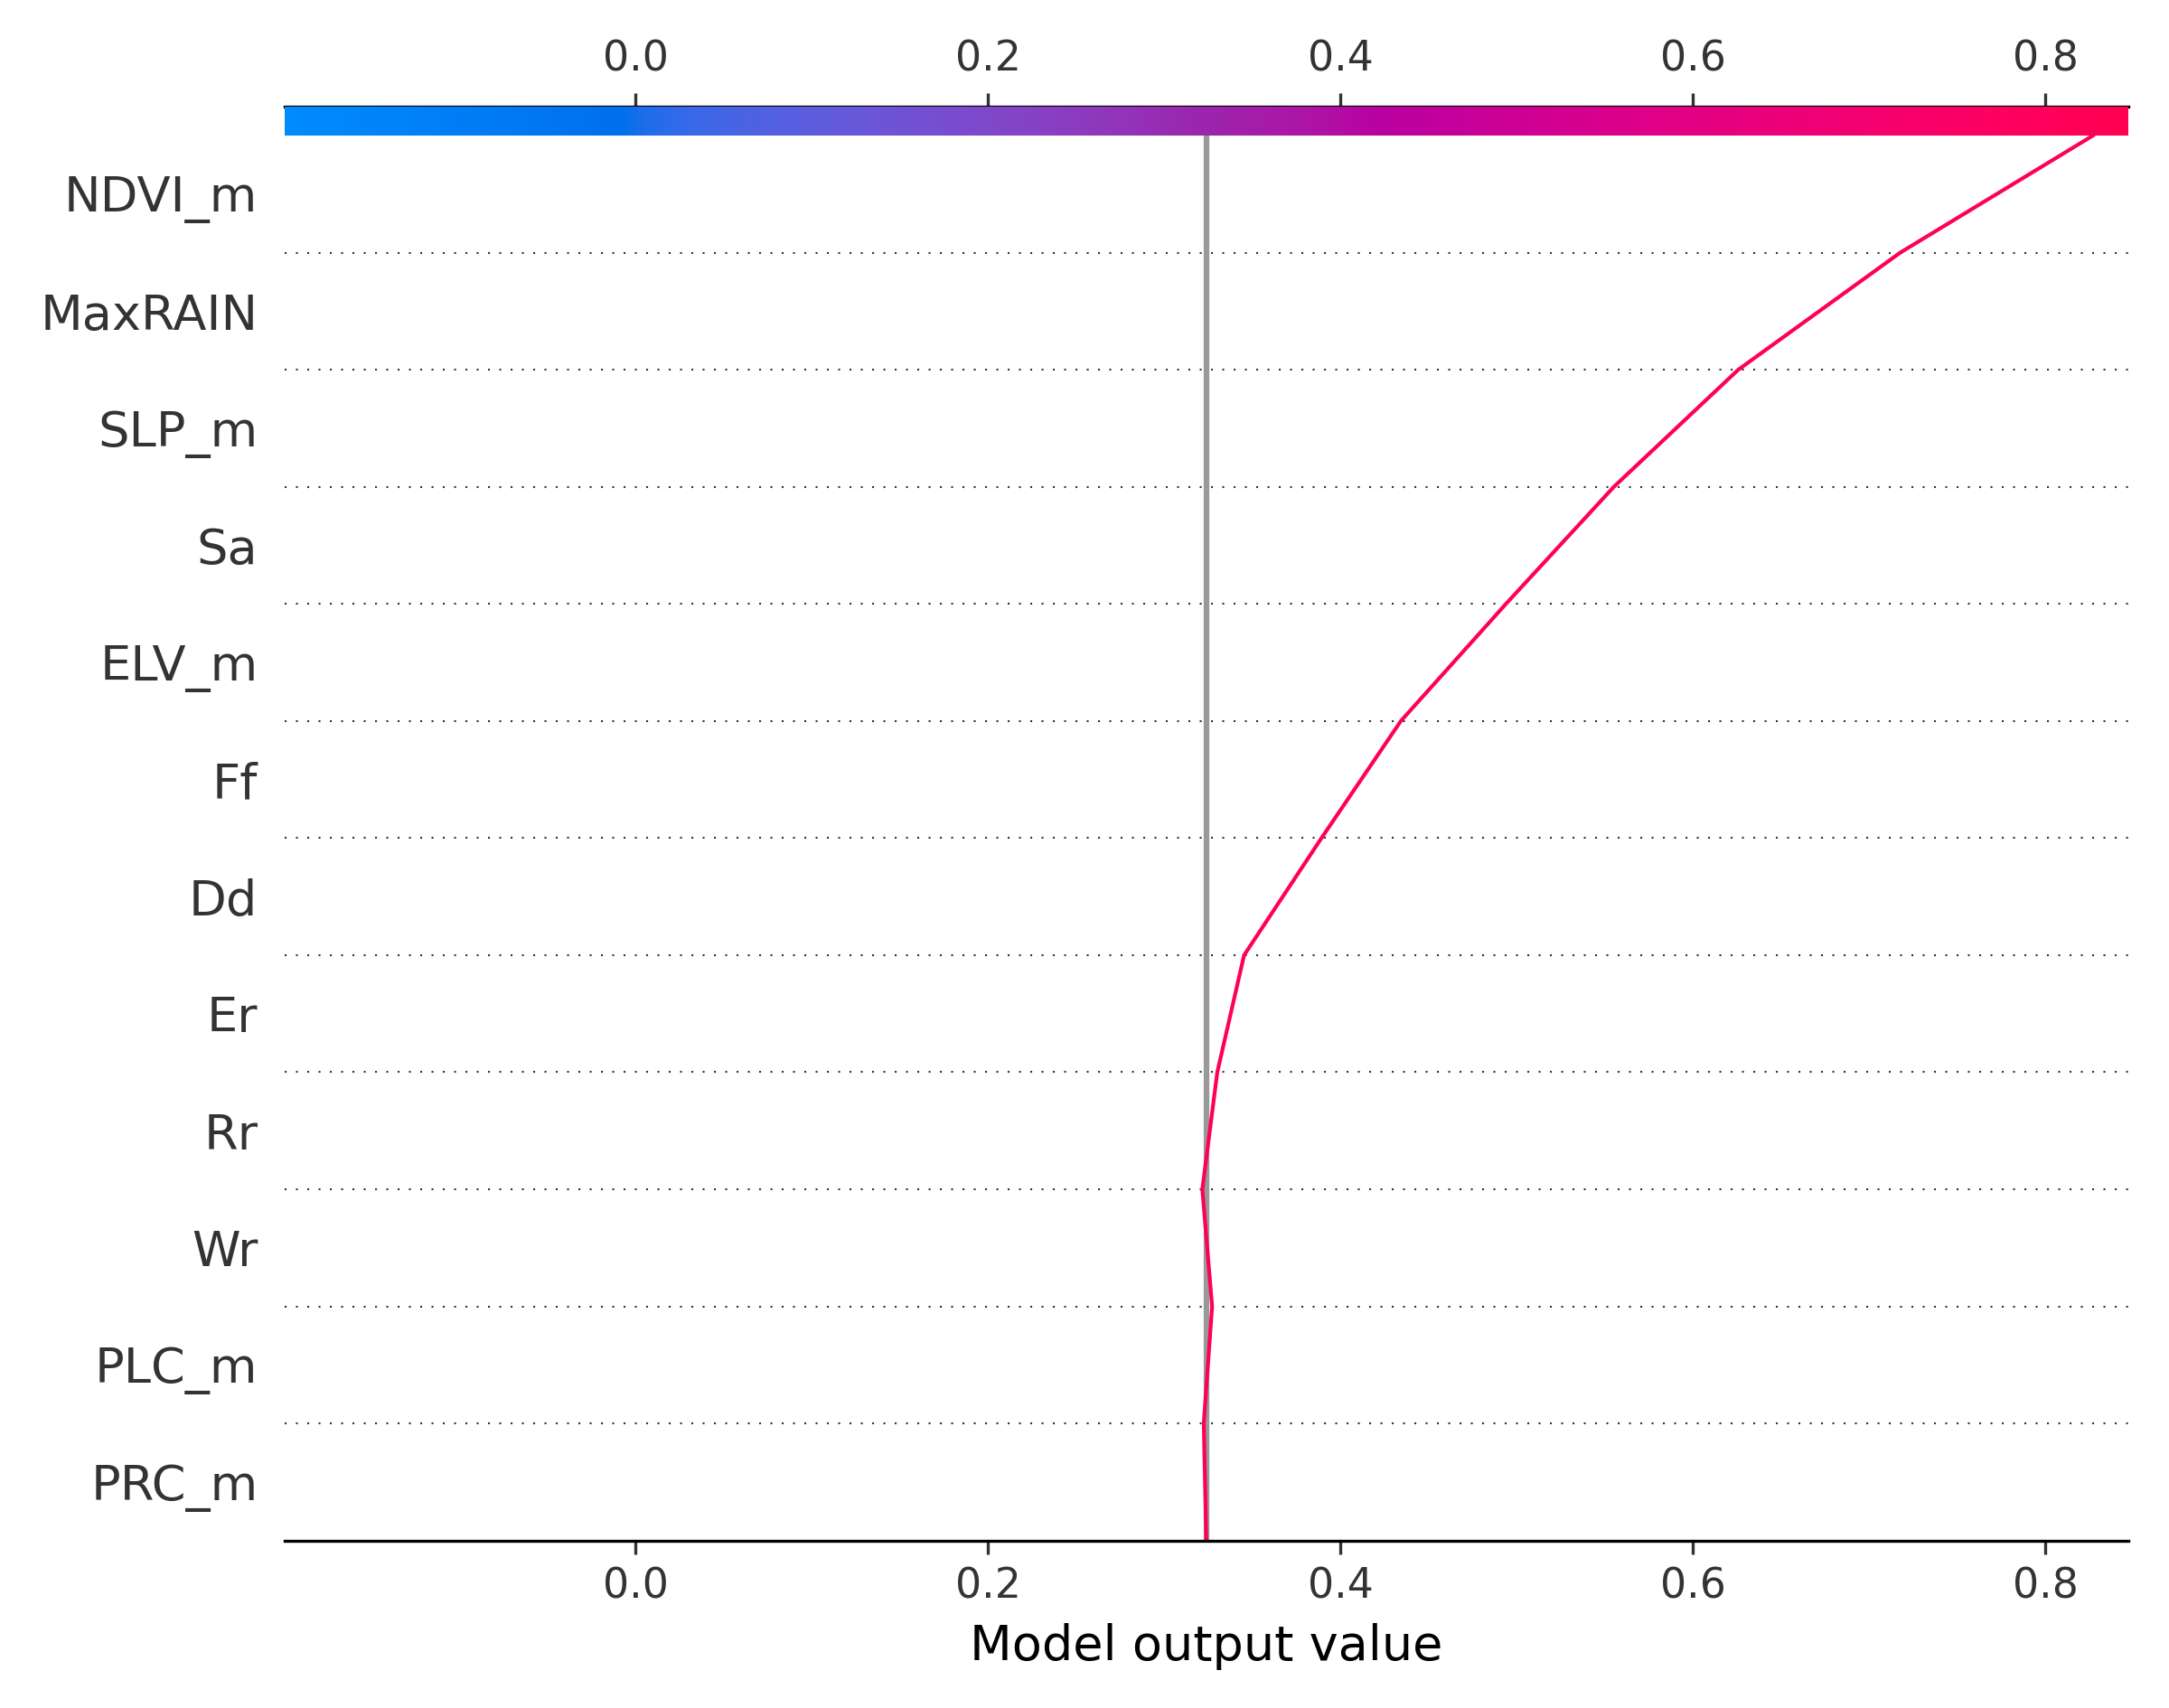 0.0 0.2 0.4 0.6 0.8
NDVI_m
MaxRAIN
SLP_m
Sa
ELV_m
Ff
Dd
Er
Rr
Wr
PLC_m
PRC_m
0.0 0.2 0.4 0.6 0.8
Model output value